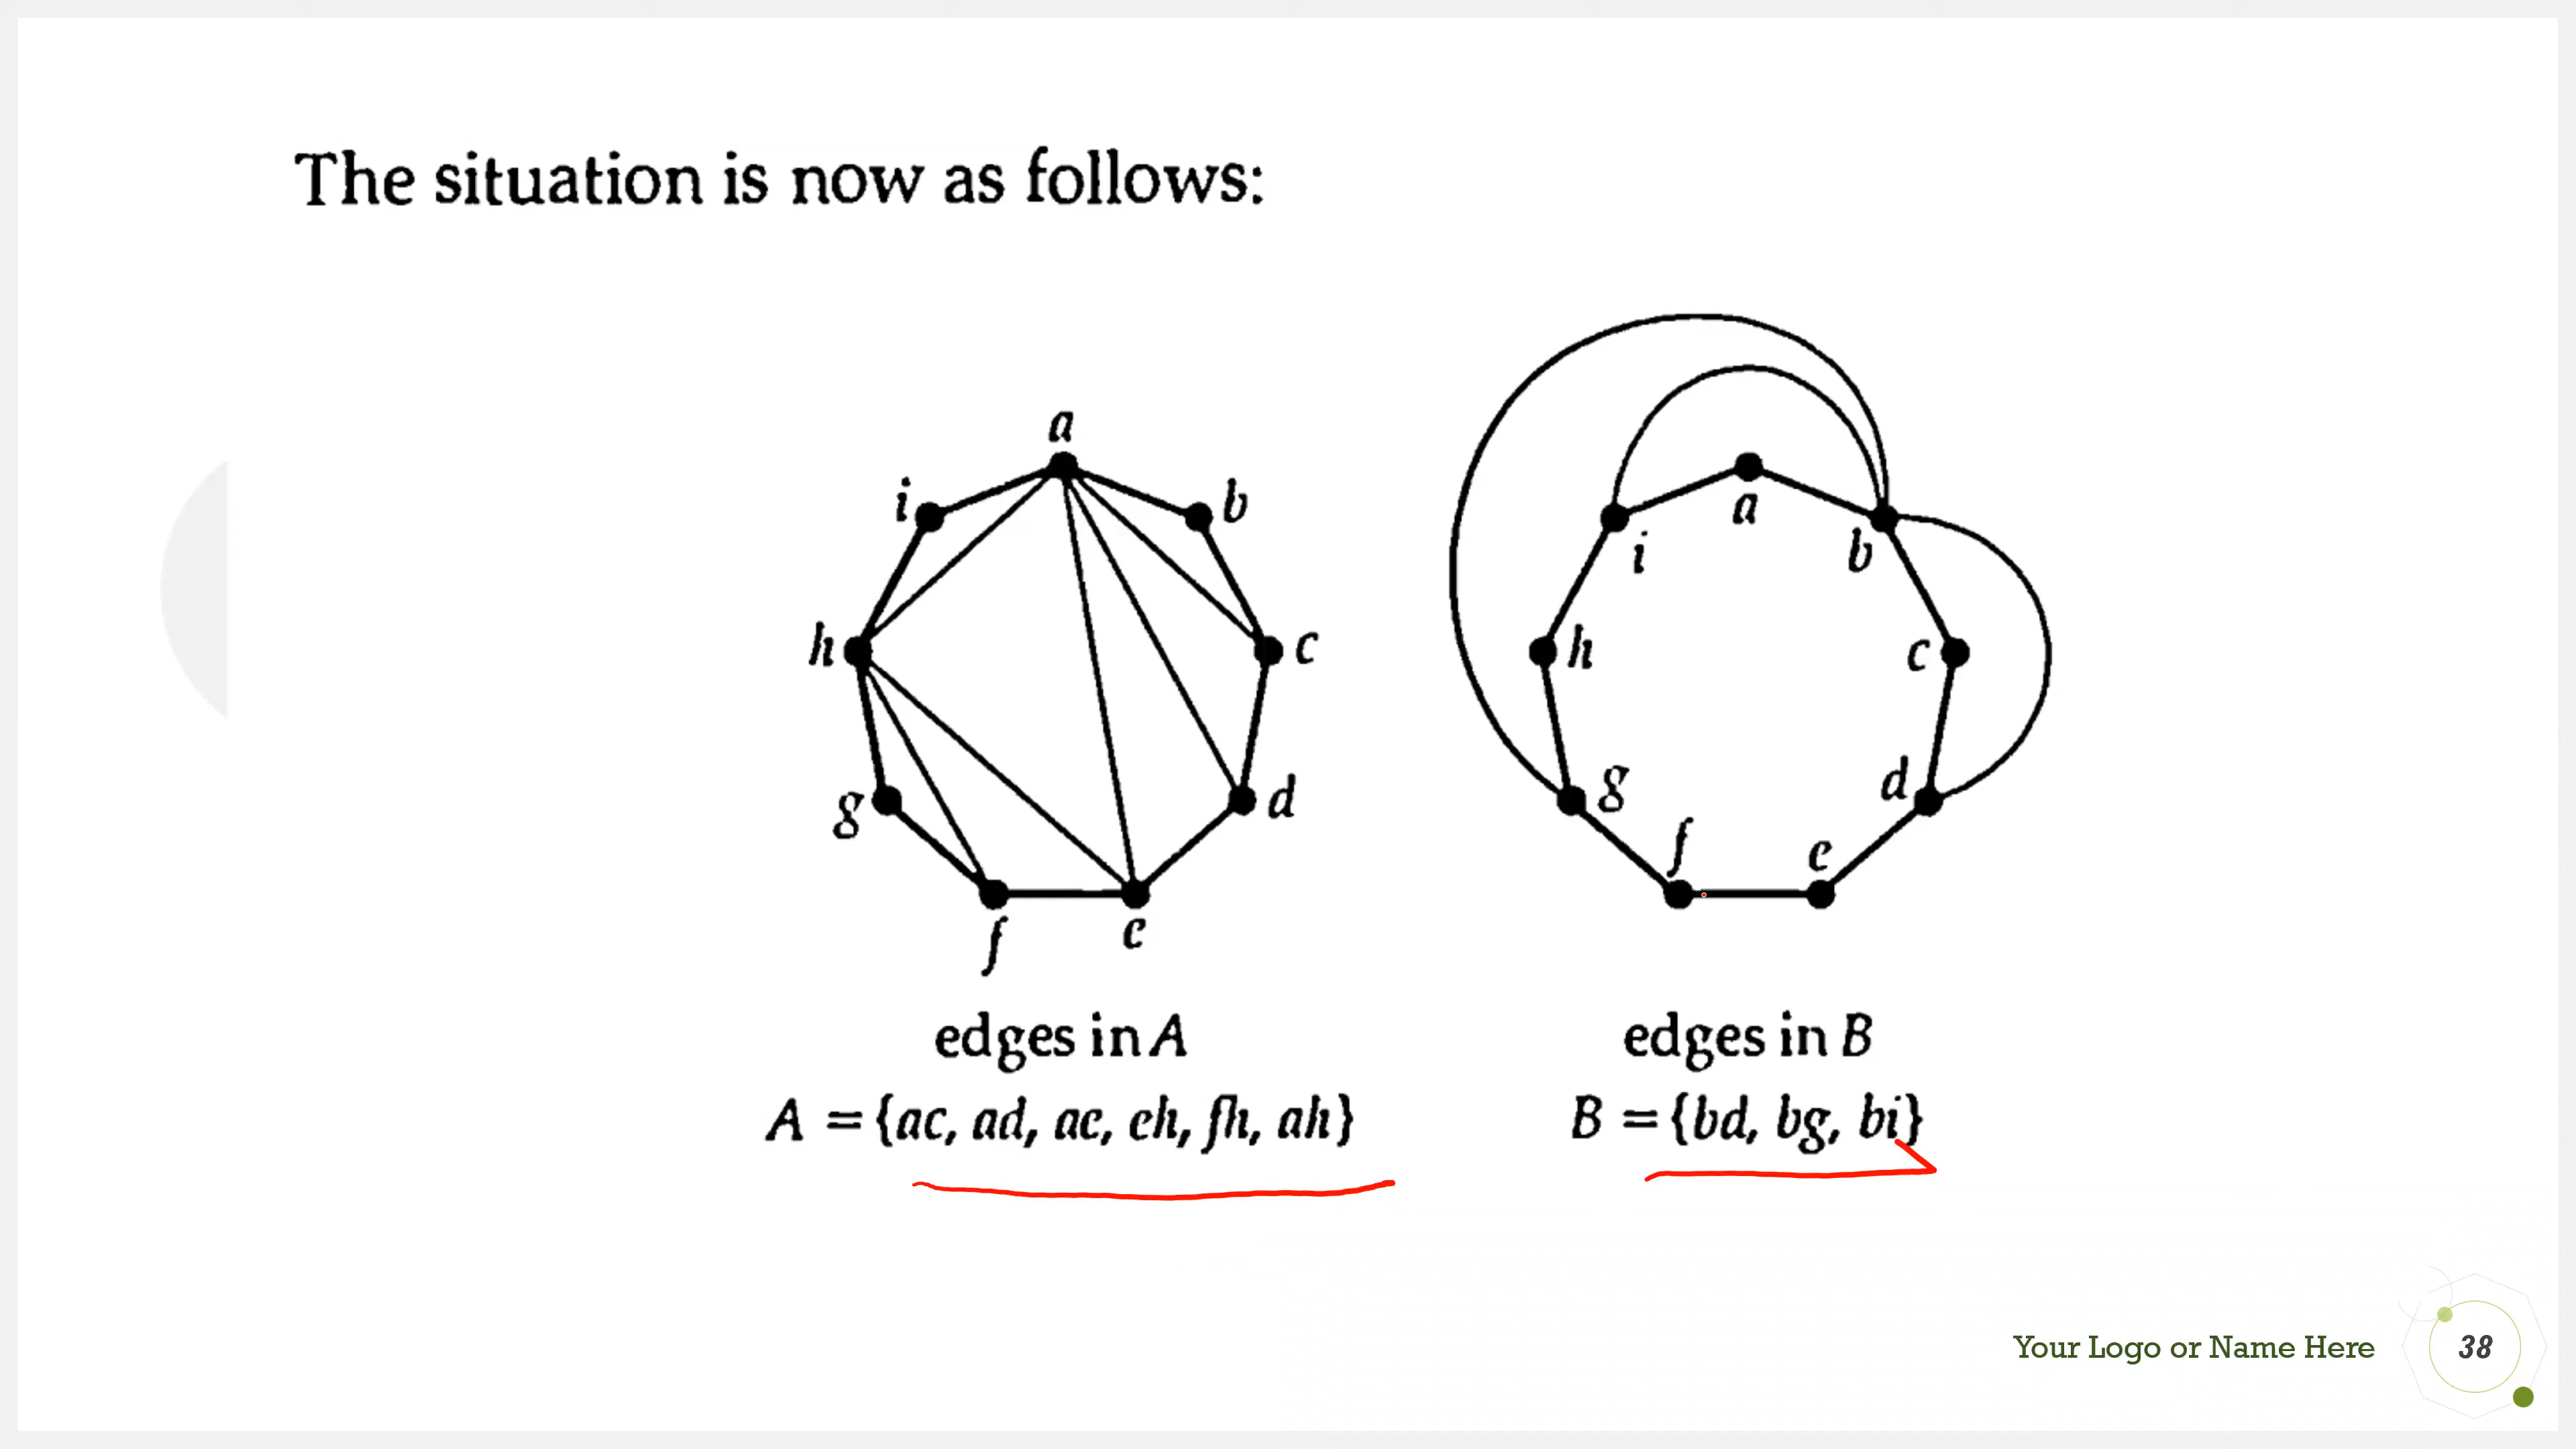 The situation is now as follows:
a
i
b
h
c
g
d
f
e
a
i
b
h
c
g
d
f
e
edges in A
edges in B
A = {ac, ad, ae, eh, fh, ah}
B = {bd, bg, bi}
Your Logo or Name Here
38